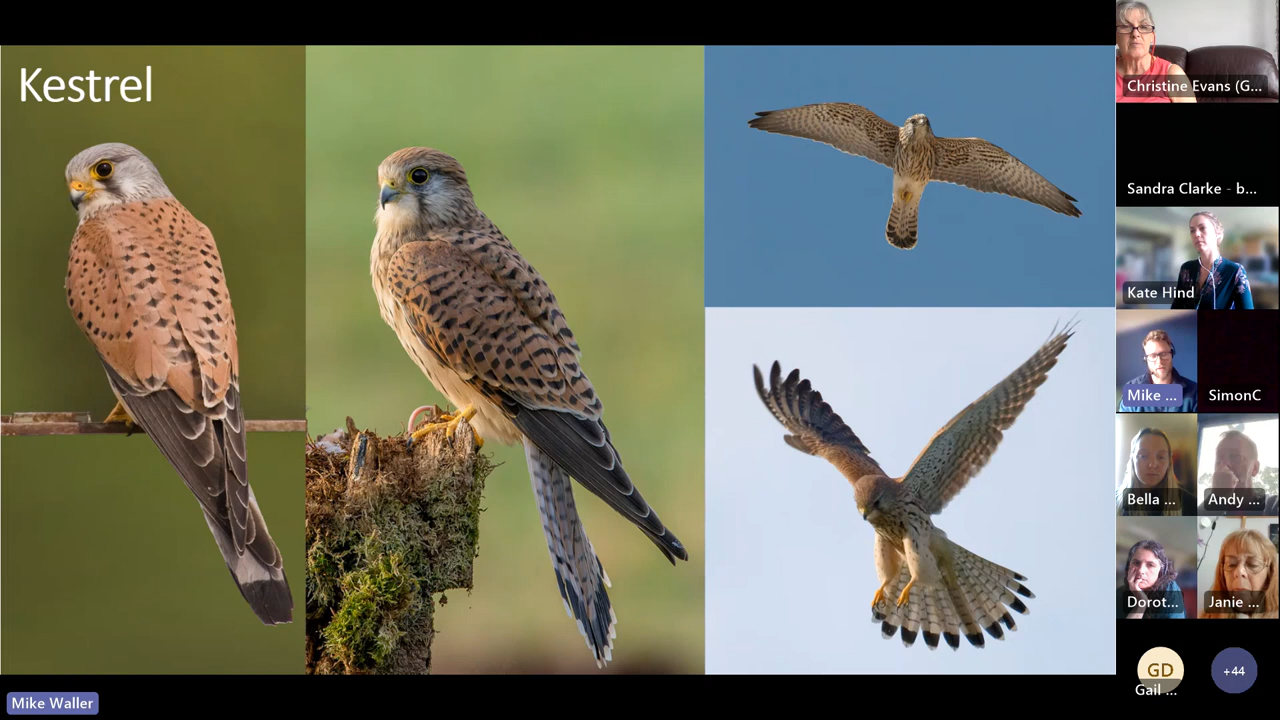 Kestrel
Christine Evans (G...
Sandra Clarke - b...
Kate Hind
Mike ...
SimonC
Bella ...
Andy ...
Dorot...
Janie ...
GD
Gail ...
+44
Mike Waller